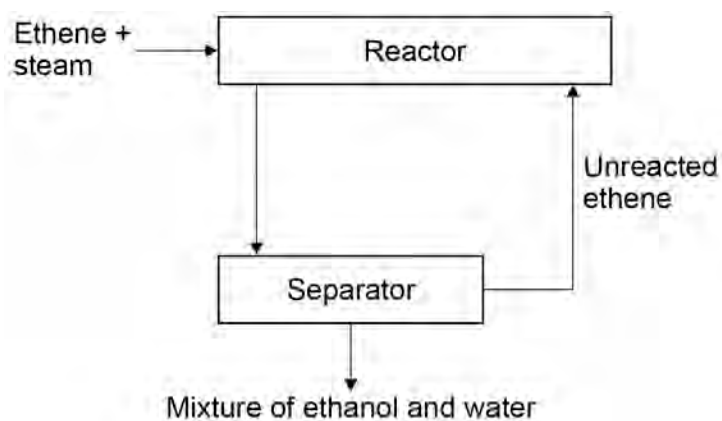 Ethene +
steam
Reactor
Unreacted
ethene
Separator
Mixture of ethanol and water